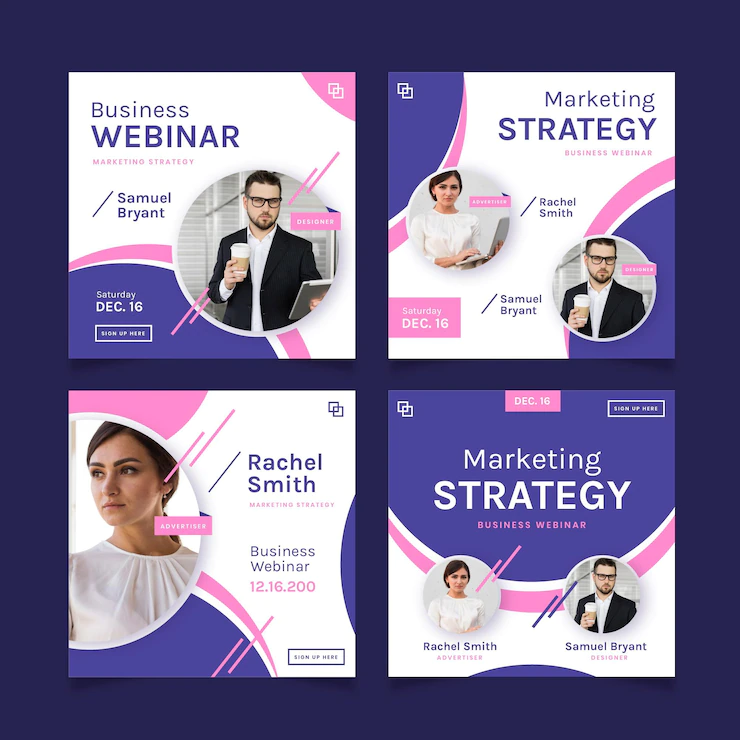 Business
WEBINAR
MARKETING STRATEGY
Samuel
Bryant
DESIGNER
Saturday
DEC. 16
SIGN UP HERE
Marketing
STRATEGY
BUSINESS WEBINAR
ADVERTISER
Rachel
Smith
DESIGNER
Samuel
Bryant
Saturday
DEC. 16
Rachel
Smith
MARKETING STRATEGY
ADVERTISER
Business
Webinar
12.16.200
SIGN UP HERE
DEC. 16
SIGN UP HERE
Marketing
STRATEGY
BUSINESS WEBINAR
Rachel Smith
ADVERTISER
Samuel Bryant
DESIGNER